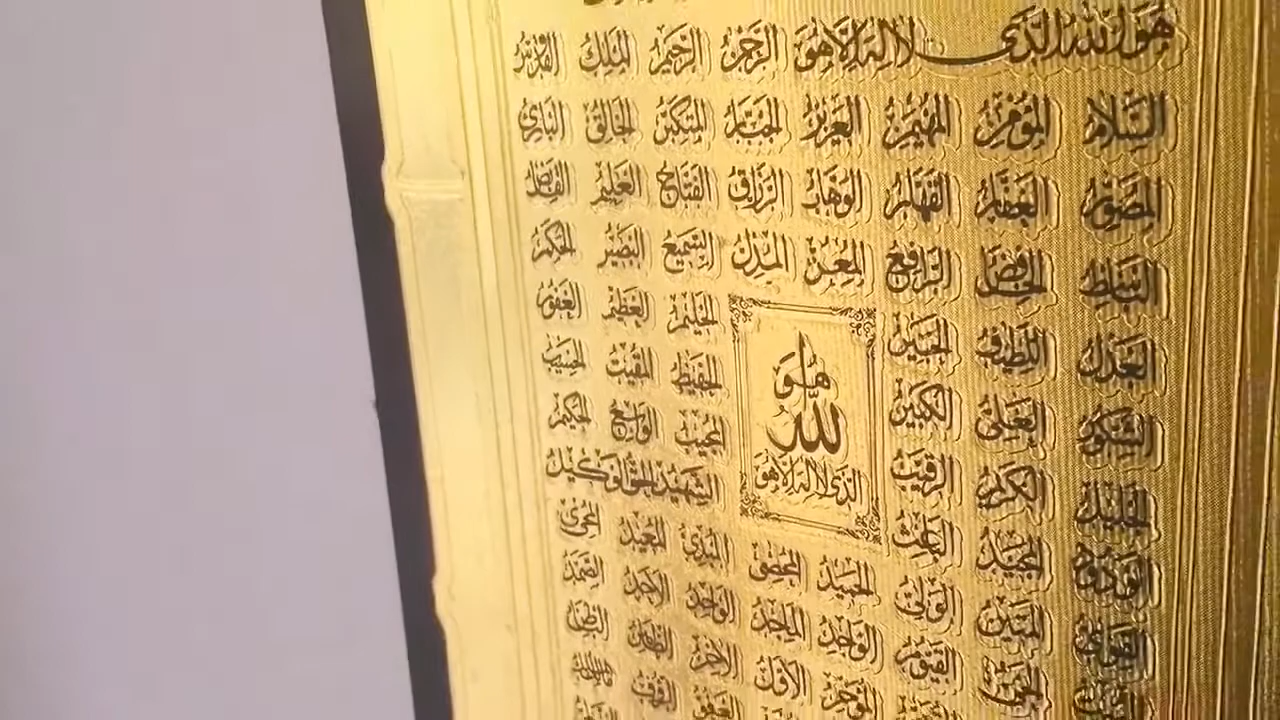 هو الله الذي لا إله إلا هو الرحمن الرحيم الملك القدوس
السلام المؤمن المهيمن العزيز الجبار المتكبر الخالق البارئ
المصور الغفار القهار الوهاب الرزاق الفتاح العليم القابض
الباسط الخافض الرافع المعز المذل السميع البصير الحكم
العدل اللطيف الخبير الحليم العظيم الغفور
الشكور العلي الكبير الحفيظ المقيت الحسيب
الجليل الكريم الرقيب المجيب الواسع الحكيم
الودود المجيد الباعث الشهيد الحق الوكيل
هو
الله
الذي لا إله إلا هو
القوي المتين الولي الحميد المحصي المبدئ المعيد المحيي
الحي القيوم الواجد الماجد الواحد الأحد الصمد
المؤخر الأول الآخر الظاهر الباطن
الرؤف